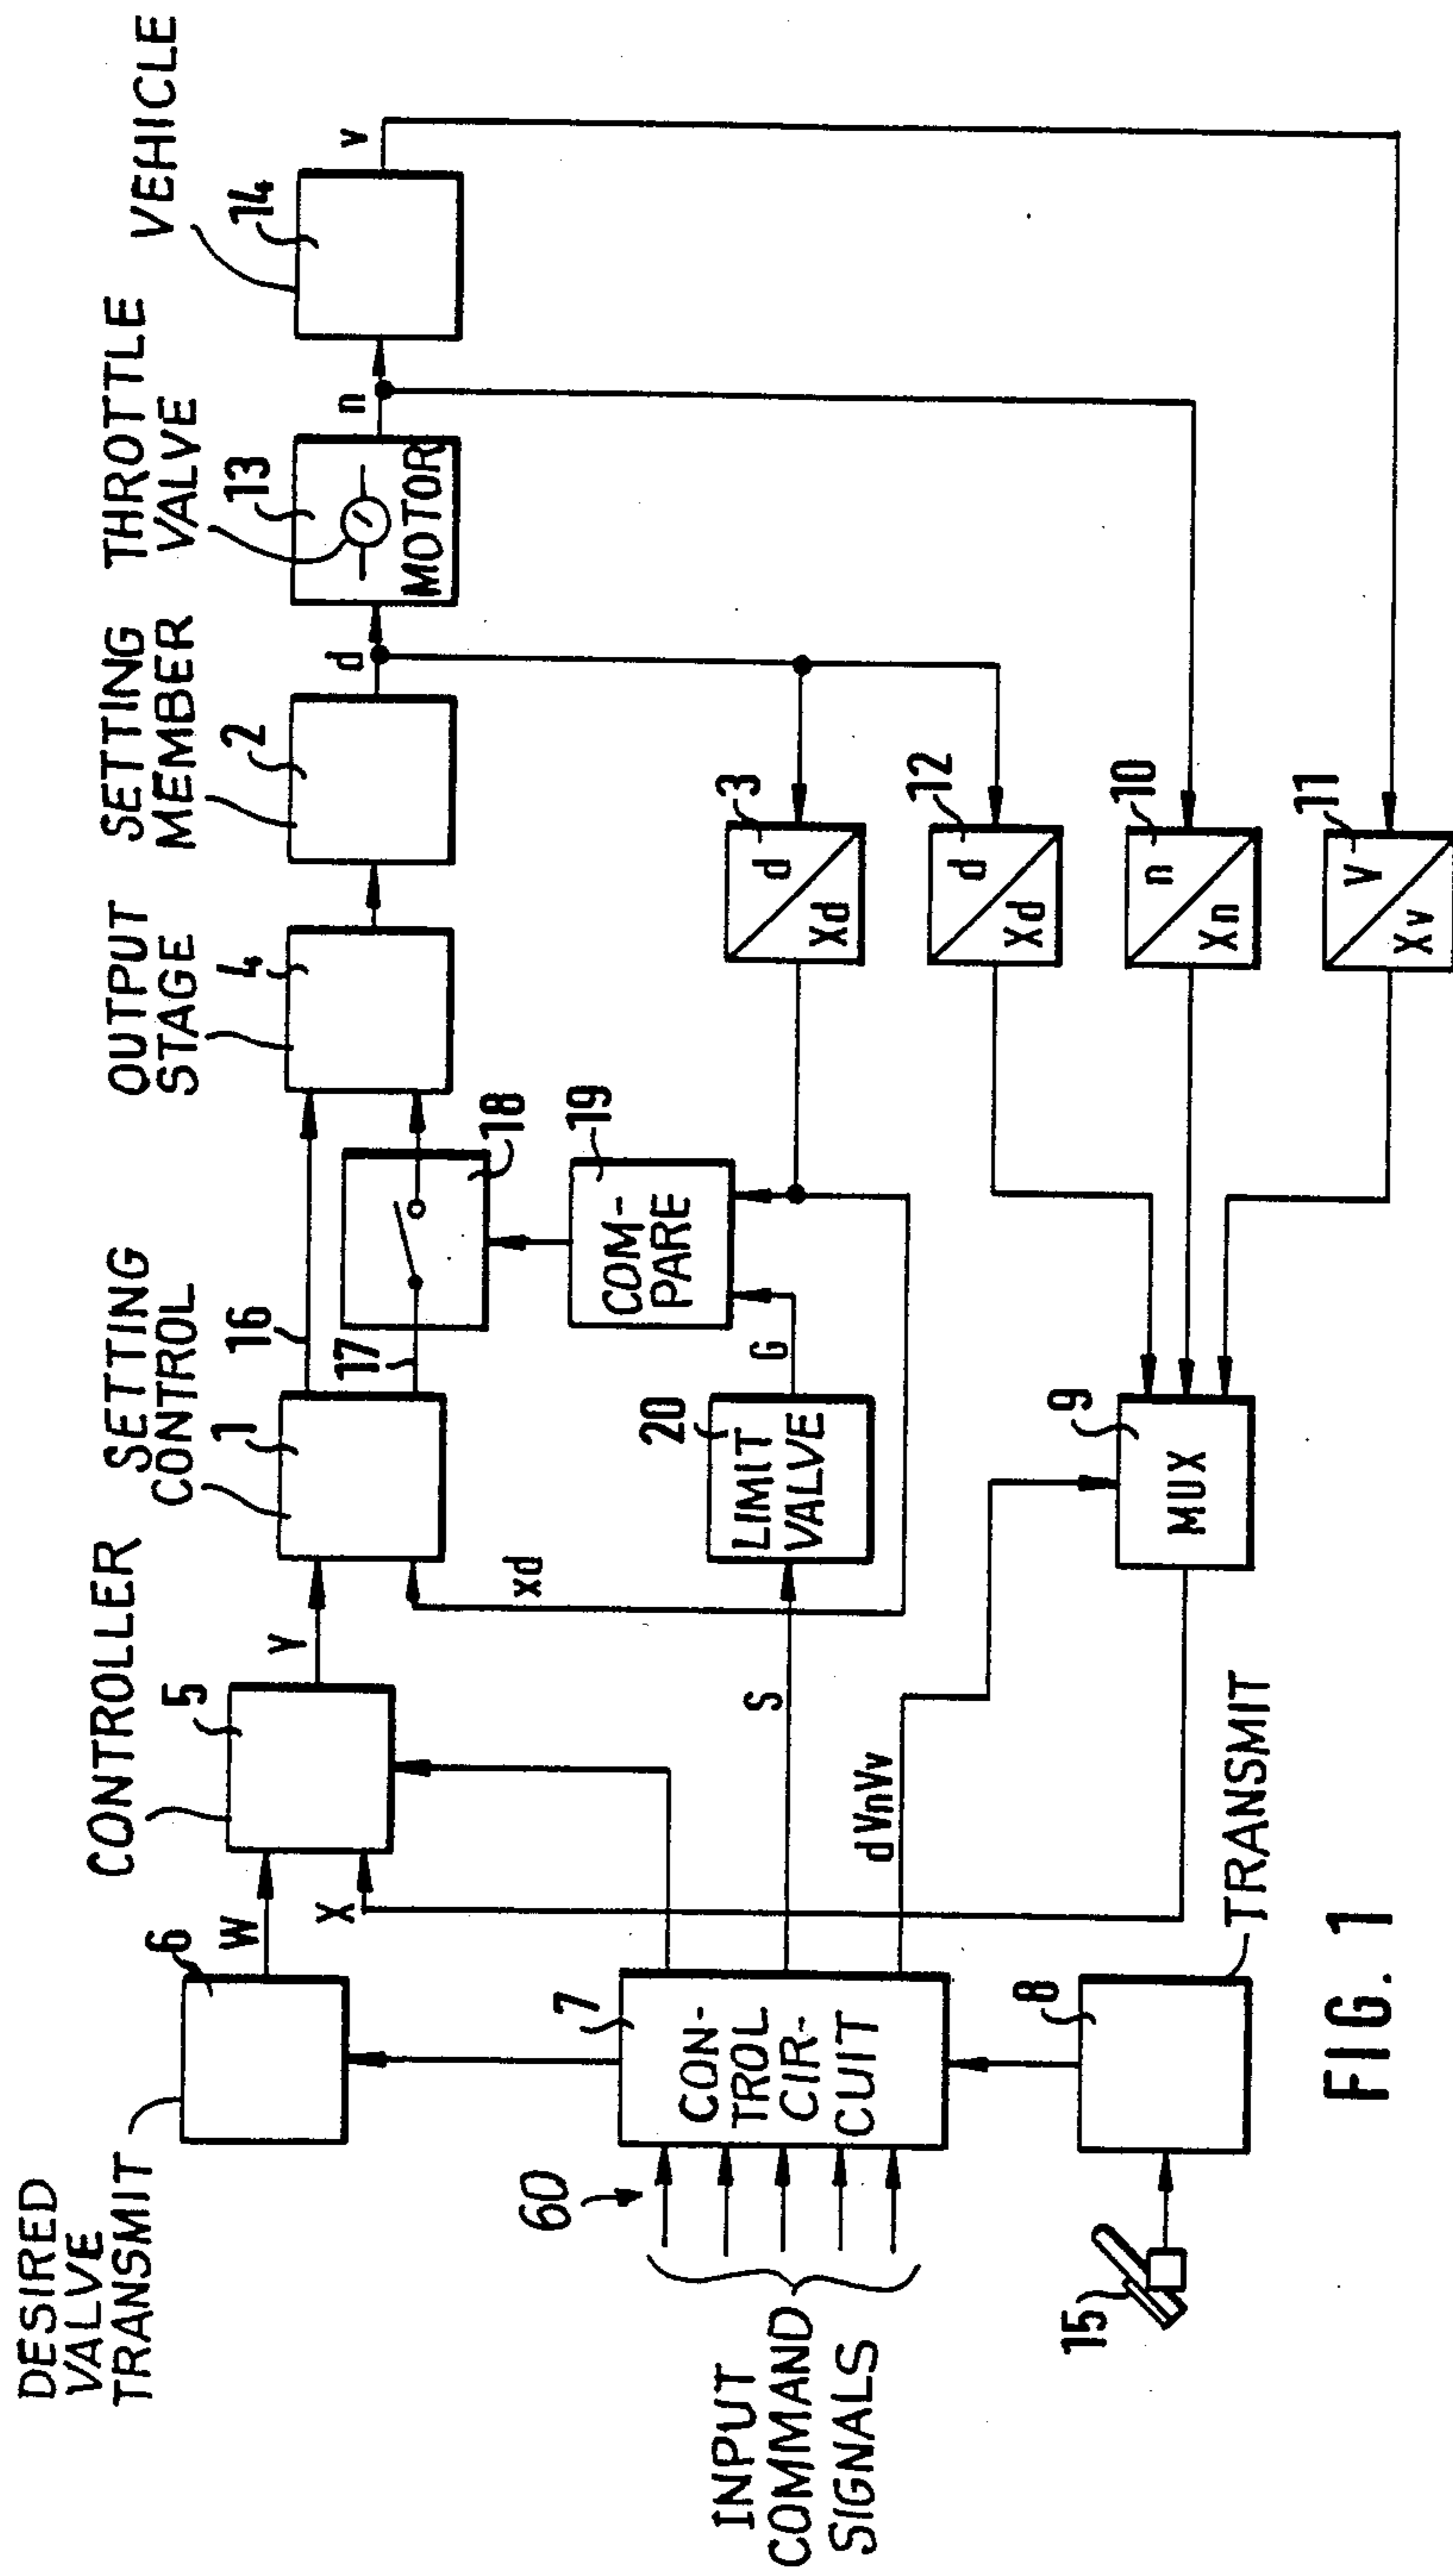 DESIRED
VALVE
TRANSMIT
6
W
X
CONTROLLER
5
Y
SETTING
CONTROL
1
16
17
18
OUTPUT
STAGE
4
SETTING
MEMBER
2
d
THROTTLE
VALVE
13
MOTOR
n
VEHICLE
14
v
xd
COM-
PARE
19
G
LIMIT
VALVE
20
S
d
Xd
3
d
Xd
12
n
Xn
10
V
Xv
11
MUX
9
dVnVv
INPUT
COMMAND
SIGNALS
60
CON-
TROL
CIR-
CUIT
7
8
TRANSMIT
15
FIG. 1